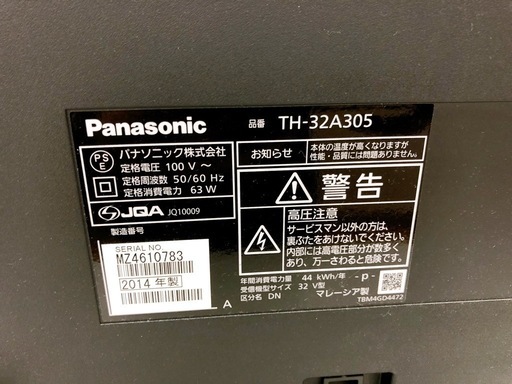 Panasonic
品番 TH-32A305
PSE
パナソニック株式会社
定格電圧 100 V～
定格周波数 50/60 Hz
定格消費電力 63 W
JQA JQ10009
製造番号
SERIAL NO.
MZ4610783
2014 年製
A
お知らせ
本体の温度が高くなりますが
性能・品質には問題ありません。
警告
高圧注意
サービスマン以外の方は、
裏ぶたをあけないでください。
内部には高電圧部分が数多く
あり、万一さわると危険です。
年間消費電力量 44 kWh/年 -p-
受信機型サイズ 32 V型
区分名 DN マレーシア製
TBM4GD4472